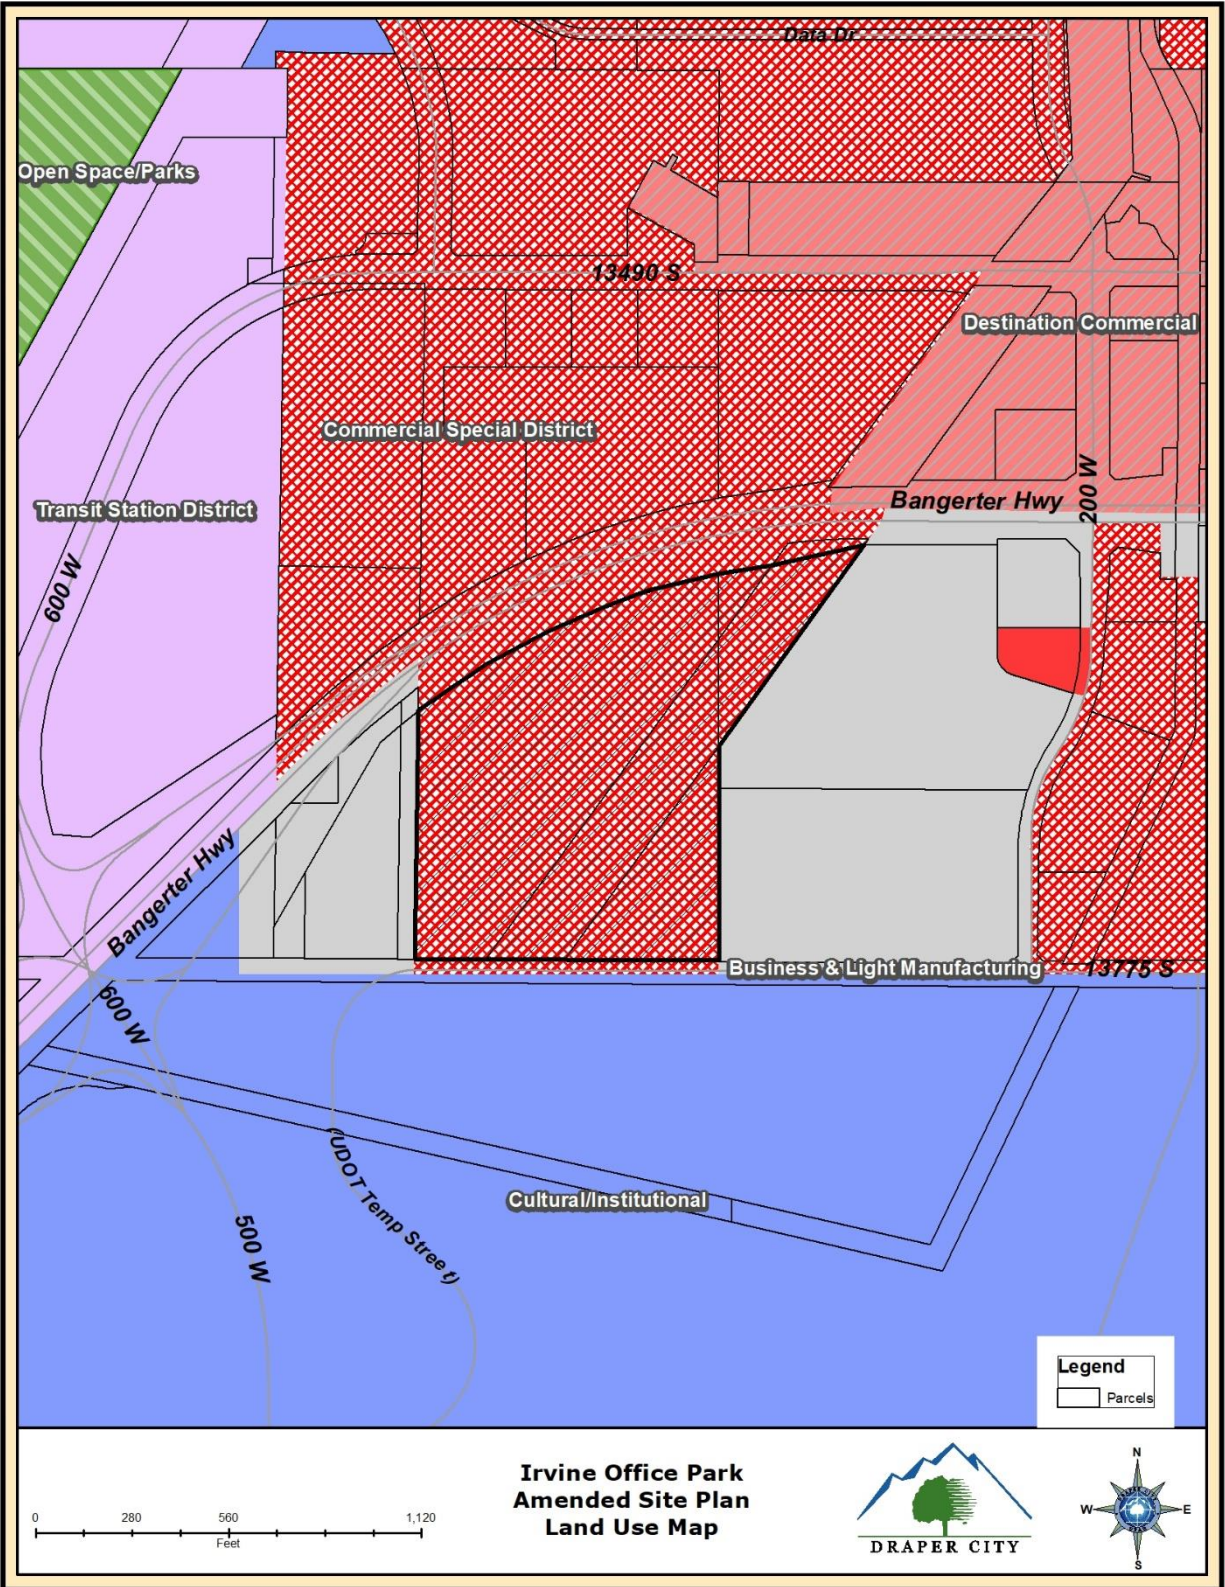 Data Dr
Open Space/Parks
13490 S
Destination Commercial
Commercial Special District
Transit Station District
Bangerter Hwy
200 W
600 W
Bangerter Hwy
Business & Light Manufacturing
13775 S
600 W
(UDOT Temp Street)
Cultural/Institutional
500 W
Legend
Parcels
Irvine Office Park
Amended Site Plan
Land Use Map
0 280 560 1,120
Feet
DRAPER CITY
N
W E
S